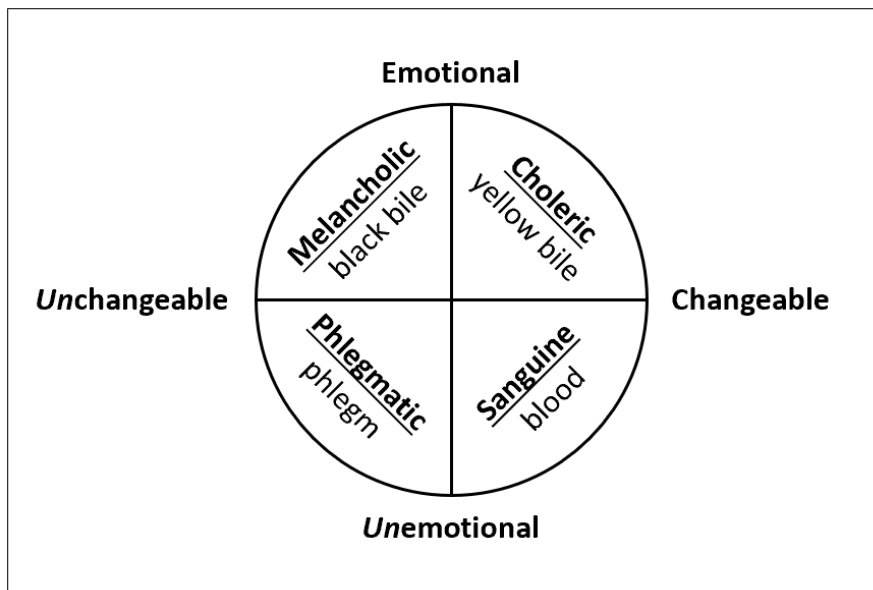 Emotional
Melancholic
black bile
Choleric
yellow bile
Unchangeable
Changeable
Phlegmatic
phlegm
Sanguine
blood
Unemotional